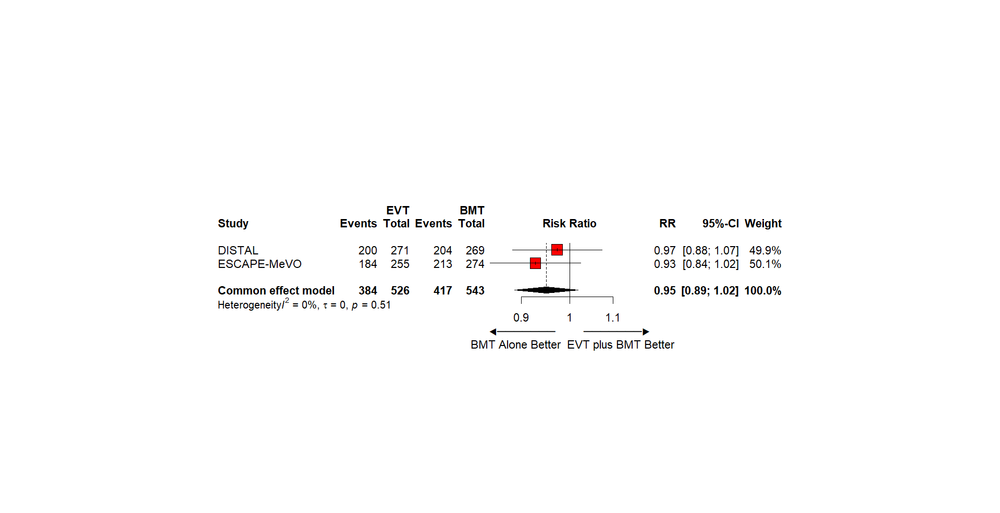 EVT BMT
Study Events Total Events Total Risk Ratio RR 95%-CI Weight
DISTAL 200 271 204 269 0.97 [0.88; 1.07] 49.9%
ESCAPE-MeVO 184 255 213 274 0.93 [0.84; 1.02] 50.1%
Common effect model 384 526 417 543 0.95 [0.89; 1.02] 100.0%
HeterogeneityI² = 0%, τ = 0, p = 0.51
0.9 1 1.1
BMT Alone Better EVT plus BMT Better